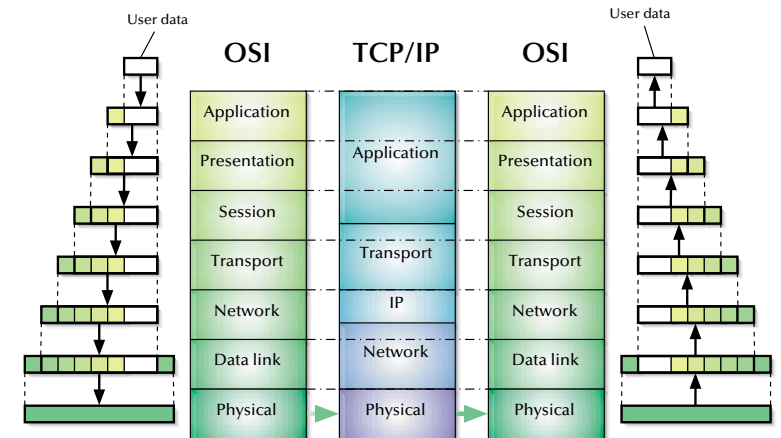 User data
User data
OSI
TCP/IP
OSI
Application
Presentation
Session
Transport
Network
Data link
Physical
Application
Transport
IP
Network
Physical
Application
Presentation
Session
Transport
Network
Data link
Physical